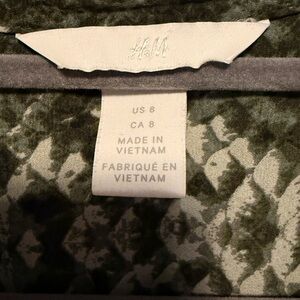 H&M
US 8
CA 8
MADE IN
VIETNAM
FABRIQUÉ EN
VIETNAM